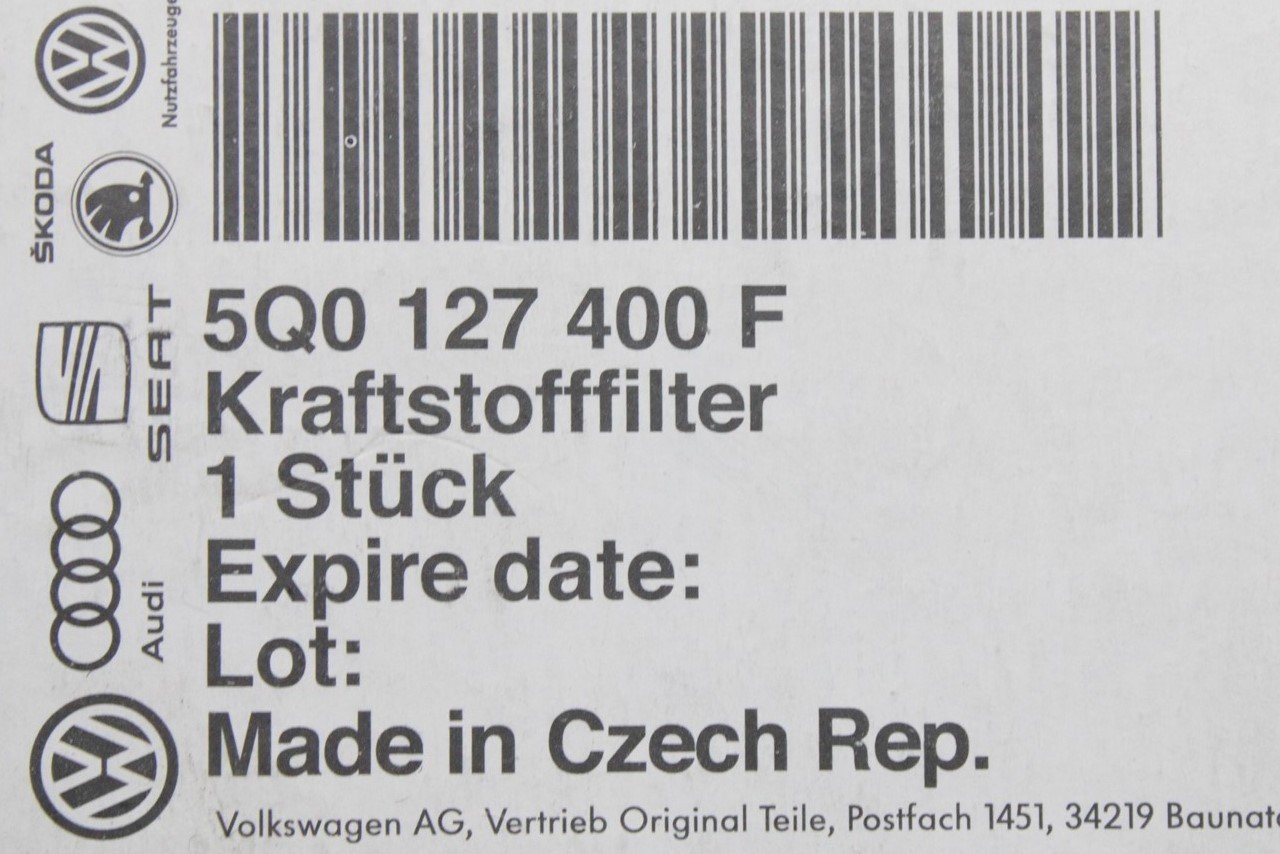 Nutzfahrzeuge
ŠKODA
SEAT
Audi
5Q0 127 400 F
Kraftstofffilter
1 Stück
Expire date:
Lot:
Made in Czech Rep.
Volkswagen AG, Vertrieb Original Teile, Postfach 1451, 34219